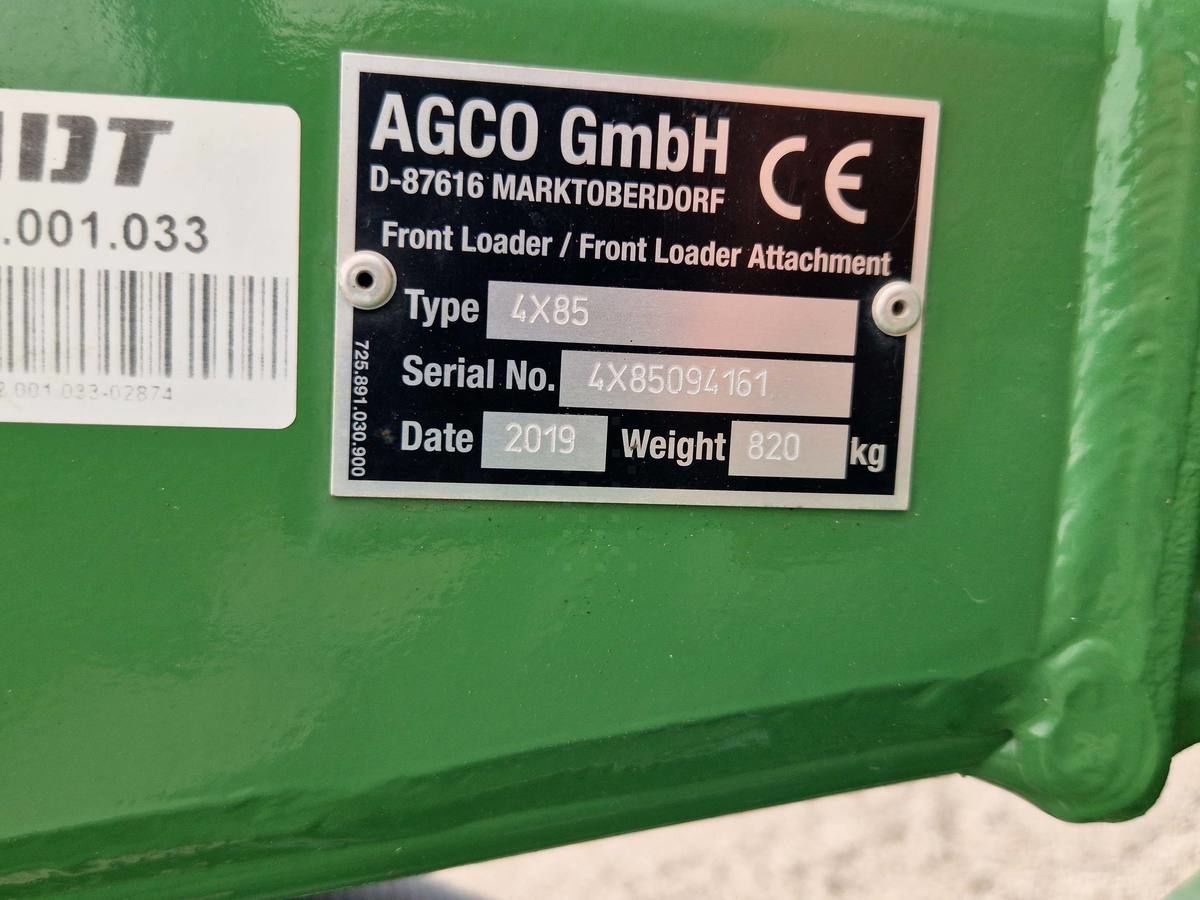 AGCO GmbH
D-87616 MARKTOBERDORF
CE
Front Loader / Front Loader Attachment
Type 4X85
Serial No. 4X85094161
Date 2019 Weight 820 kg
725.891.030.900
DT
.001.033
.001.033-02874